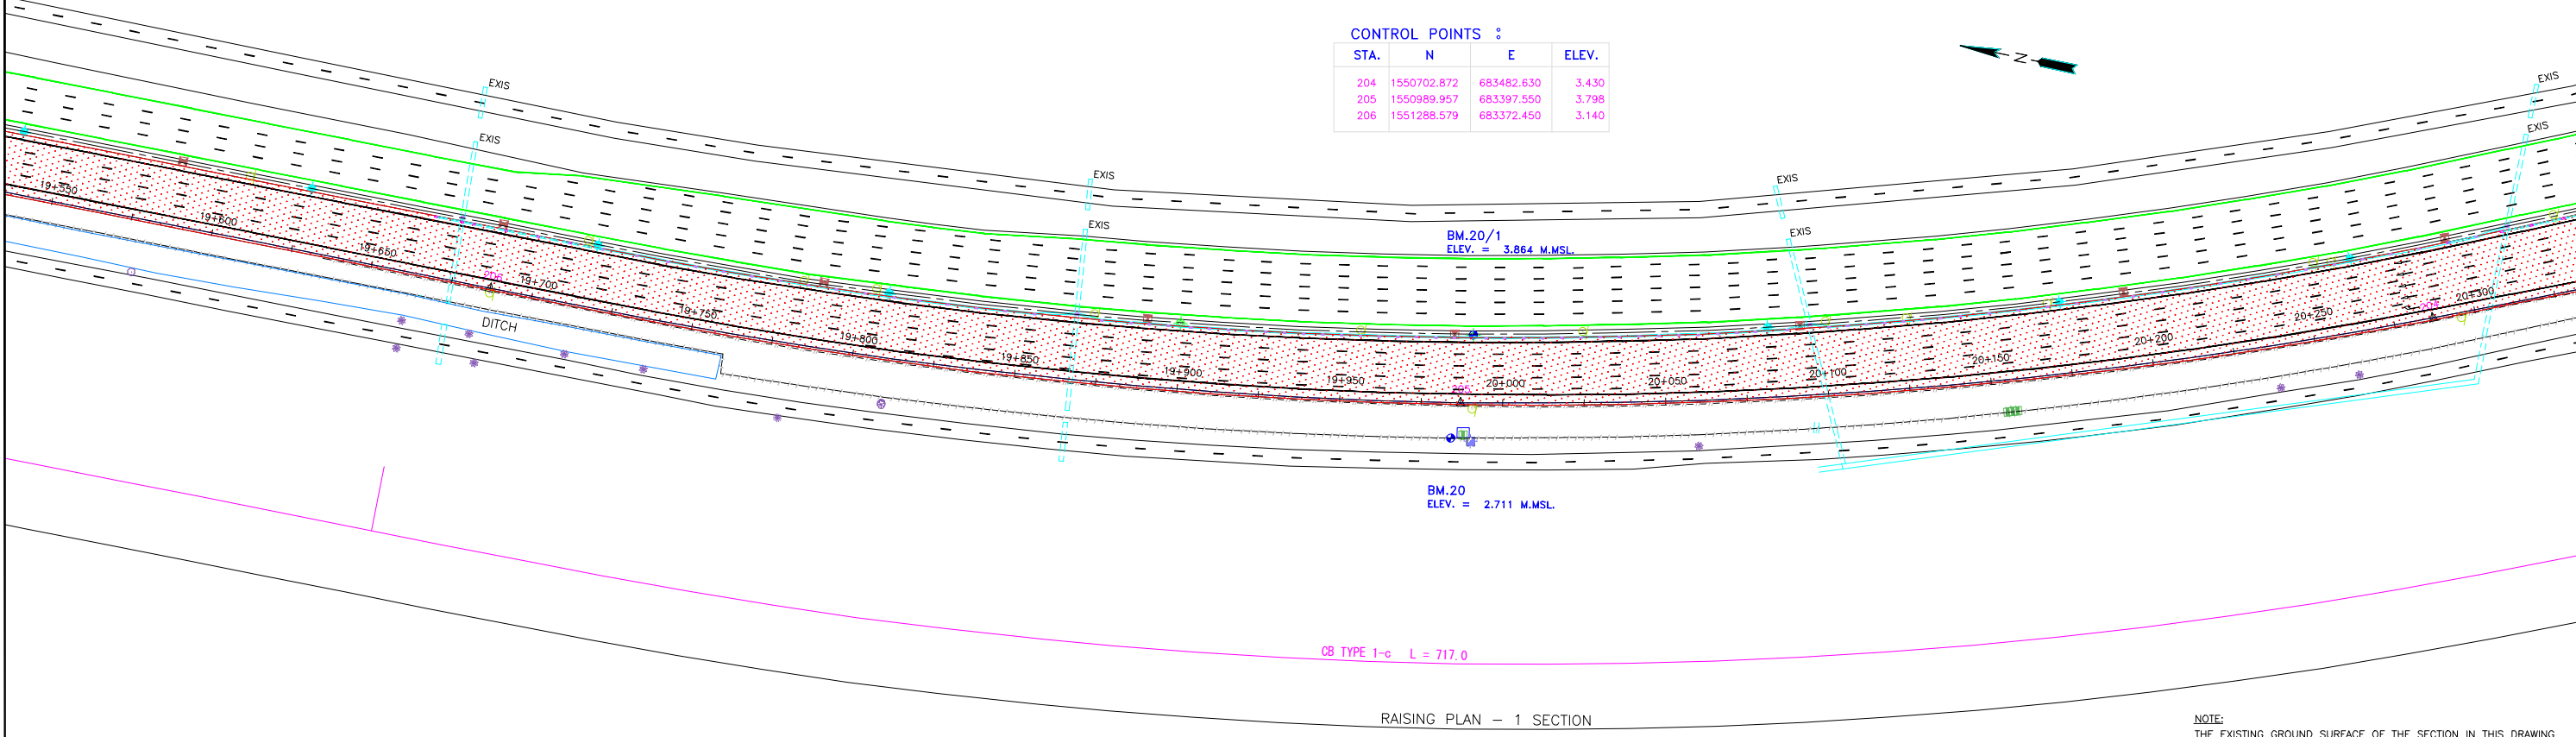 CONTROL POINTS :
STA. N E ELEV.
204 1550702.872 683482.630 3.430
205 1550989.957 683397.550 3.798
206 1551288.579 683372.450 3.140
N
EXIS
EXIS
EXIS
EXIS
EXIS
EXIS
EXIS
EXIS
BM.20/1
ELEV. = 3.864 M.MSL.
19+550
19+600
19+650
206
19+700
19+750
19+800
19+850
19+900
19+950
205
20+000
20+050
20+100
20+150
20+200
20+250
20+300
DITCH
BM.20
ELEV. = 2.711 M.MSL.
CB TYPE 1-c L = 717.0
RAISING PLAN - 1 SECTION
NOTE:
THE EXISTING GROUND SURFACE OF THE SECTION IN THIS DRAWING